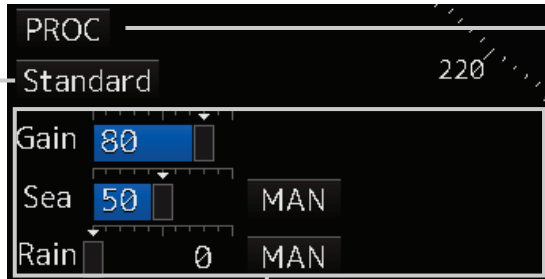 PROC
220
Standard
Gain 80
Sea 50 MAN
Rain 0 MAN